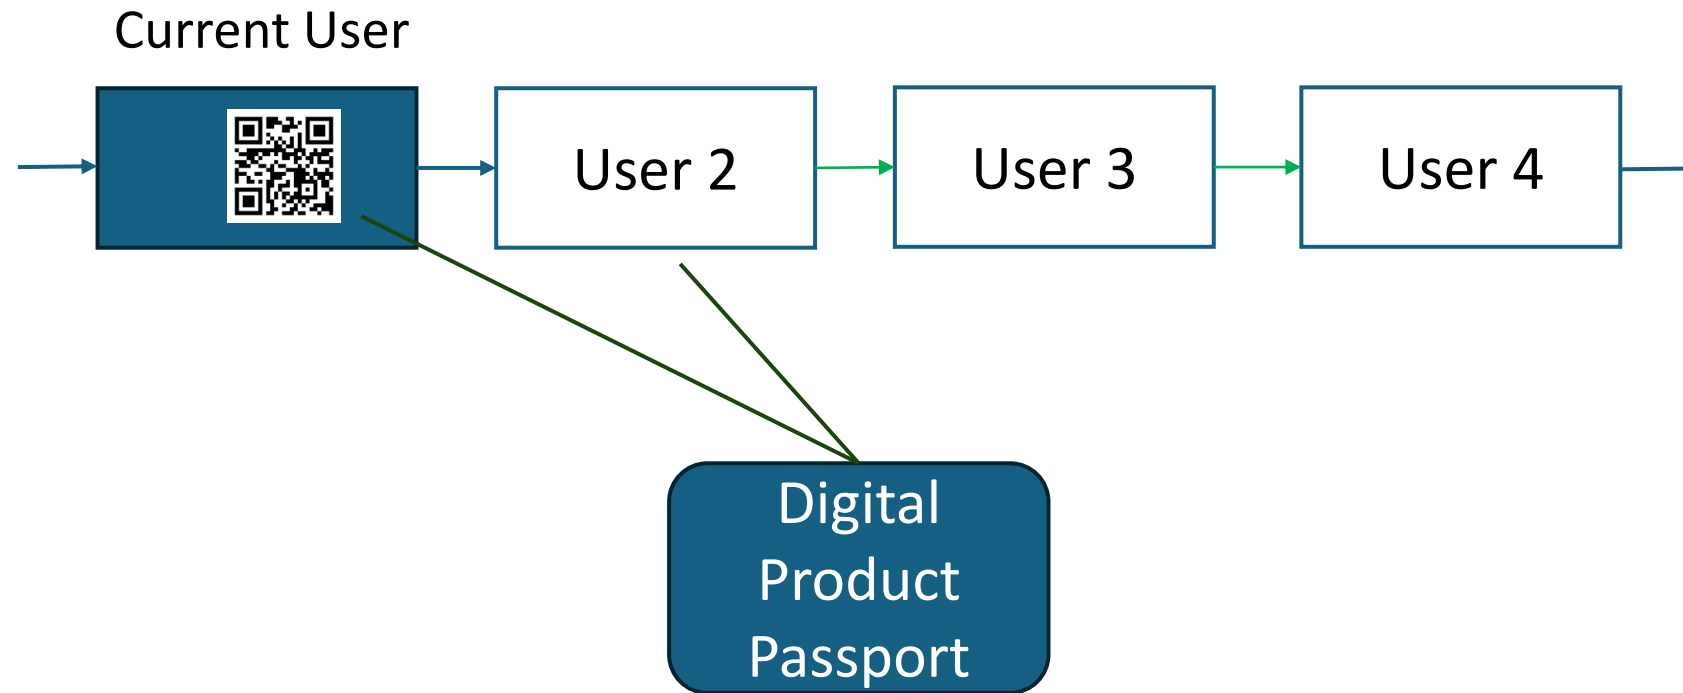 Current User
User 2
User 3
User 4
Digital
Product
Passport